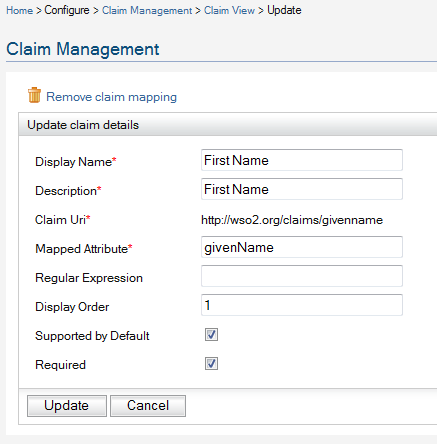 Home > Configure > Claim Management > Claim View > Update
Claim Management
Remove claim mapping
Update claim details
Display Name* First Name
Description* First Name
Claim Uri* http://wso2.org/claims/givenname
Mapped Attribute* givenName
Regular Expression
Display Order 1
Supported by Default
Required
Update Cancel